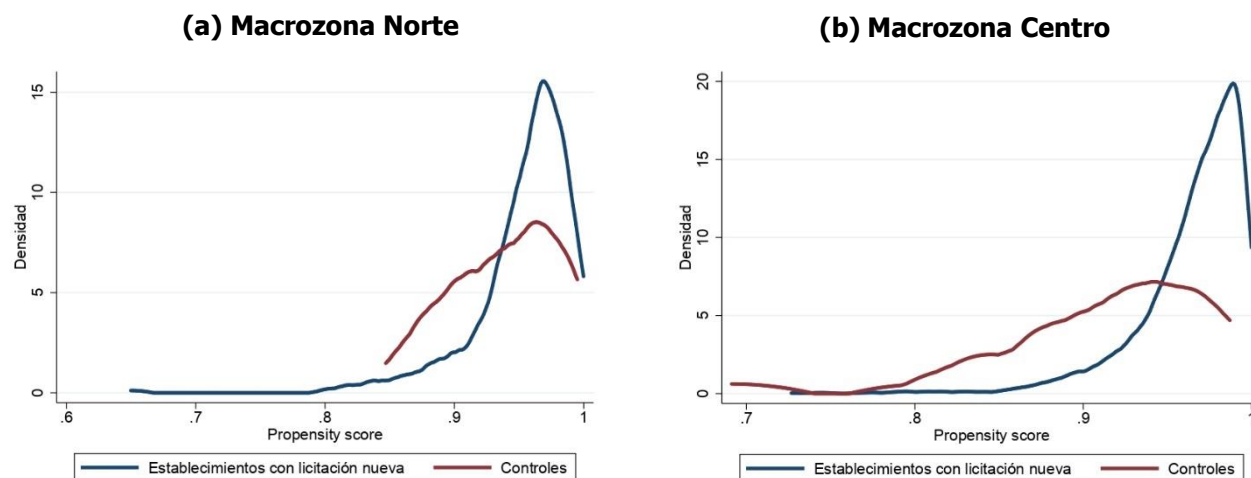 (a) Macrozona Norte
Densidad
15
10
5
0
.6
.7
.8
.9
1
Propensity score
Establecimientos con licitación nueva
Controles
(b) Macrozona Centro
Densidad
20
15
10
5
0
.7
.8
.9
1
Propensity score
Establecimientos con licitación nueva
Controles